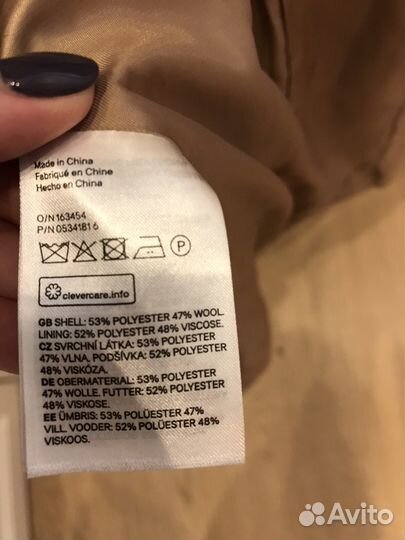 Made in China
Fabriqué en Chine
Hecho en China
O/N 163454
P/N 0534181 6
P
clevercare.info
GB SHELL: 53% POLYESTER 47% WOOL.
LINING: 52% POLYESTER 48% VISCOSE.
CZ SVRCHNÍ LÁTKA: 53% POLYESTER
47% VLNA. PODŠÍVKA: 52% POLYESTER
48% VISKÓZA.
DE OBERMATERIAL: 53% POLYESTER
47% WOLLE. FUTTER: 52% POLYESTER
48% VISKOSE.
EE ÜMBRIS: 53% POLÜESTER 47%
VILL. VOODER: 52% POLÜESTER 48%
VISKOOS.
Avito